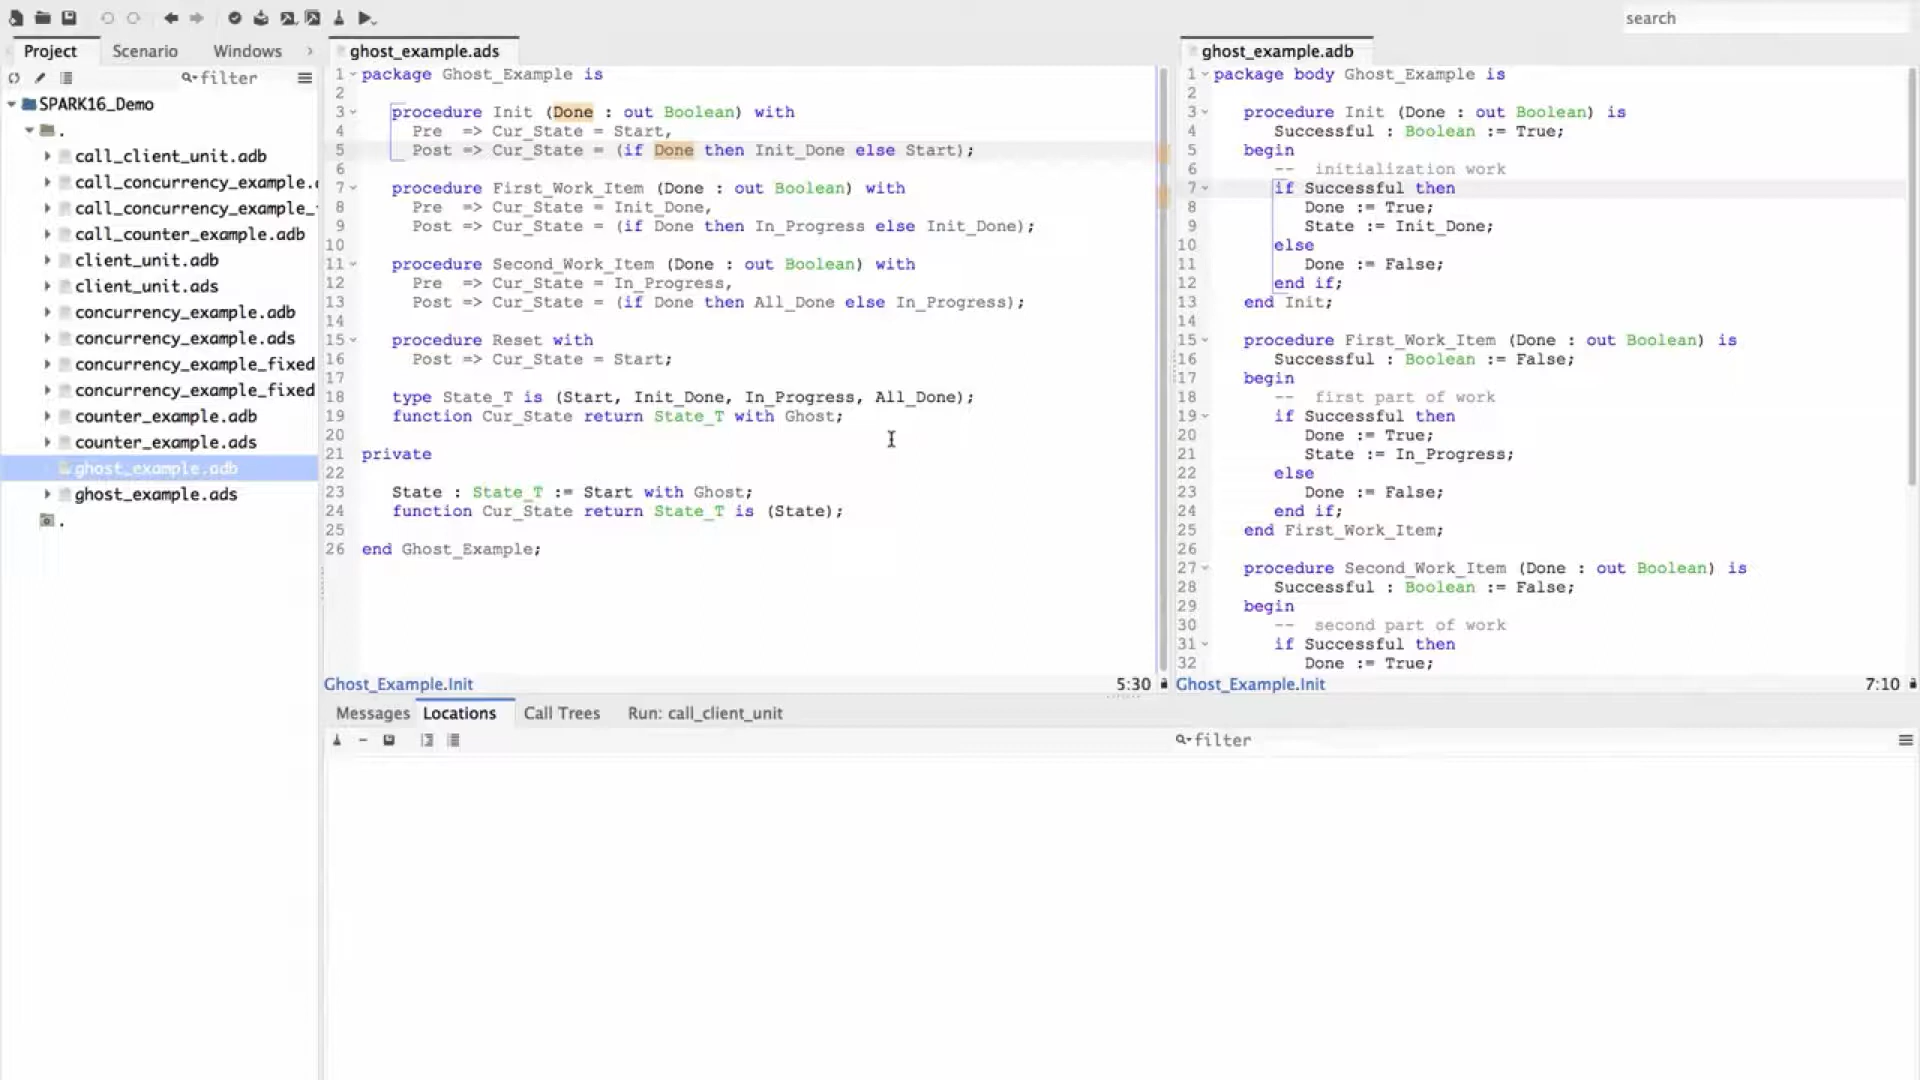 search
Project Scenario Windows
filter
SPARK16_Demo
.
call_client_unit.adb
call_concurrency_example.
call_concurrency_example_
call_counter_example.adb
client_unit.adb
client_unit.ads
concurrency_example.adb
concurrency_example.ads
concurrency_example_fixed
concurrency_example_fixed
counter_example.adb
counter_example.ads
ghost_example.adb
ghost_example.ads
.
ghost_example.ads
1 package Ghost_Example is
2
3 procedure Init (Done : out Boolean) with
4 Pre => Cur_State = Start,
5 Post => Cur_State = (if Done then Init_Done else Start);
6
7 procedure First_Work_Item (Done : out Boolean) with
8 Pre => Cur_State = Init_Done,
9 Post => Cur_State = (if Done then In_Progress else Init_Done);
10
11 procedure Second_Work_Item (Done : out Boolean) with
12 Pre => Cur_State = In_Progress,
13 Post => Cur_State = (if Done then All_Done else In_Progress);
14
15 procedure Reset with
16 Post => Cur_State = Start;
17
18 type State_T is (Start, Init_Done, In_Progress, All_Done);
19 function Cur_State return State_T with Ghost;
20
21 private
22
23 State : State_T := Start with Ghost;
24 function Cur_State return State_T is (State);
25
26 end Ghost_Example;
Ghost_Example.Init 5:30
ghost_example.adb
1 package body Ghost_Example is
2
3 procedure Init (Done : out Boolean) is
4 Successful : Boolean := True;
5 begin
6 -- initialization work
7 if Successful then
8 Done := True;
9 State := Init_Done;
10 else
11 Done := False;
12 end if;
13 end Init;
14
15 procedure First_Work_Item (Done : out Boolean) is
16 Successful : Boolean := False;
17 begin
18 -- first part of work
19 if Successful then
20 Done := True;
21 State := In_Progress;
22 else
23 Done := False;
24 end if;
25 end First_Work_Item;
26
27 procedure Second_Work_Item (Done : out Boolean) is
28 Successful : Boolean := False;
29 begin
30 -- second part of work
31 if Successful then
32 Done := True;
Ghost_Example.Init 7:10
Messages Locations Call Trees Run: call_client_unit
filter